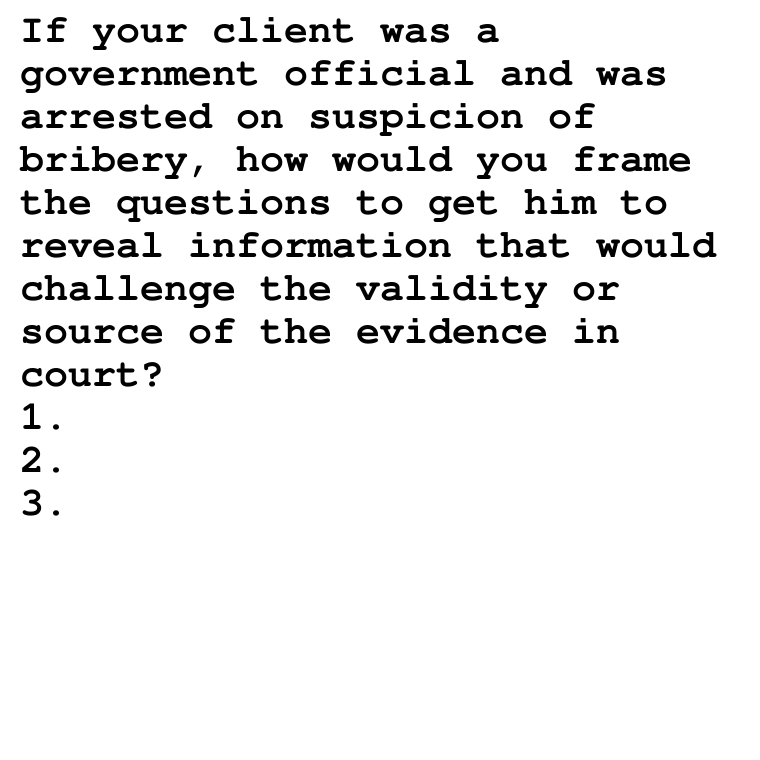 If your client was a
government official and was
arrested on suspicion of
bribery, how would you frame
the questions to get him to
reveal information that would
challenge the validity or
source of the evidence in
court?
1.
2.
3.